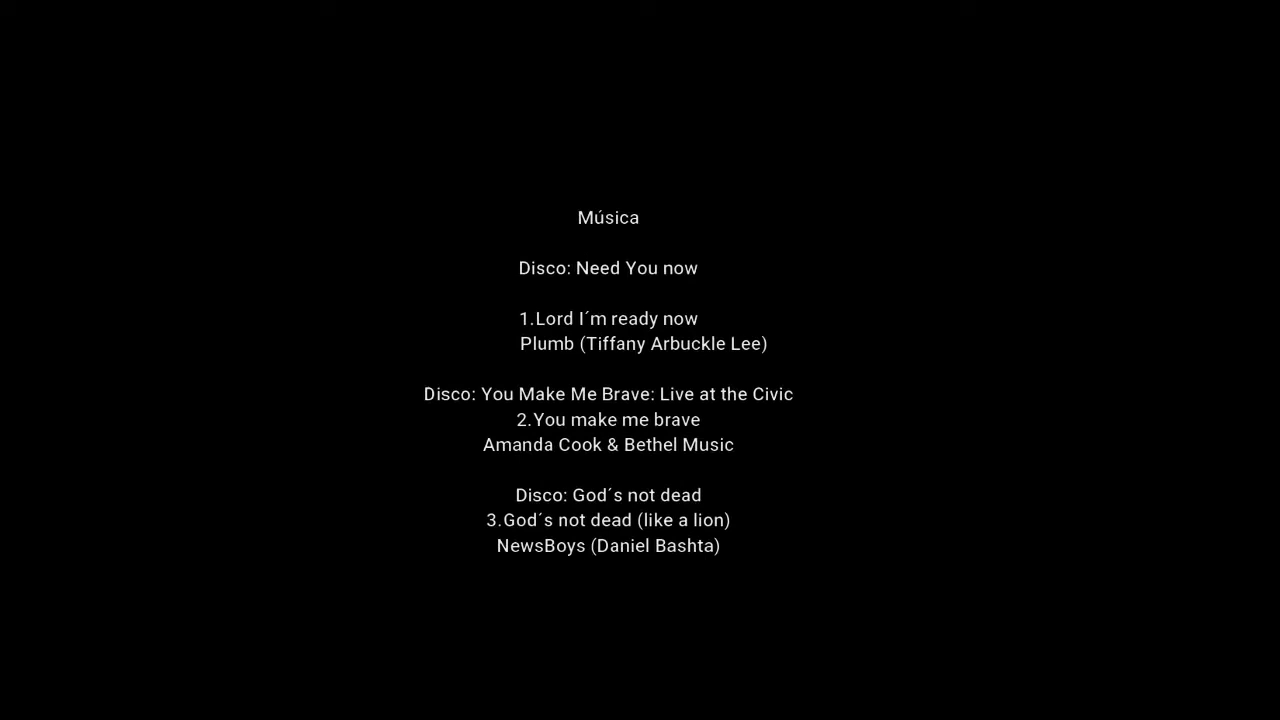 Música
Disco: Need You now
1.Lord I´m ready now
Plumb (Tiffany Arbuckle Lee)
Disco: You Make Me Brave: Live at the Civic
2.You make me brave
Amanda Cook & Bethel Music
Disco: God´s not dead
3.God´s not dead (like a lion)
NewsBoys (Daniel Bashta)